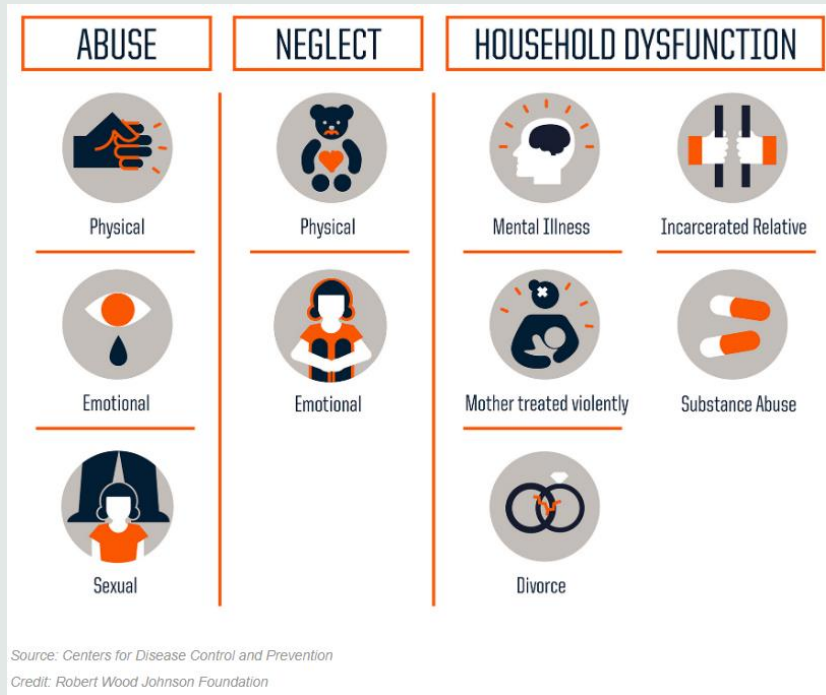 ABUSE
NEGLECT
HOUSEHOLD DYSFUNCTION
Physical
Physical
Mental Illness
Incarcerated Relative
Emotional
Emotional
Mother treated violently
Substance Abuse
Sexual
Divorce
Source: Centers for Disease Control and Prevention
Credit: Robert Wood Johnson Foundation